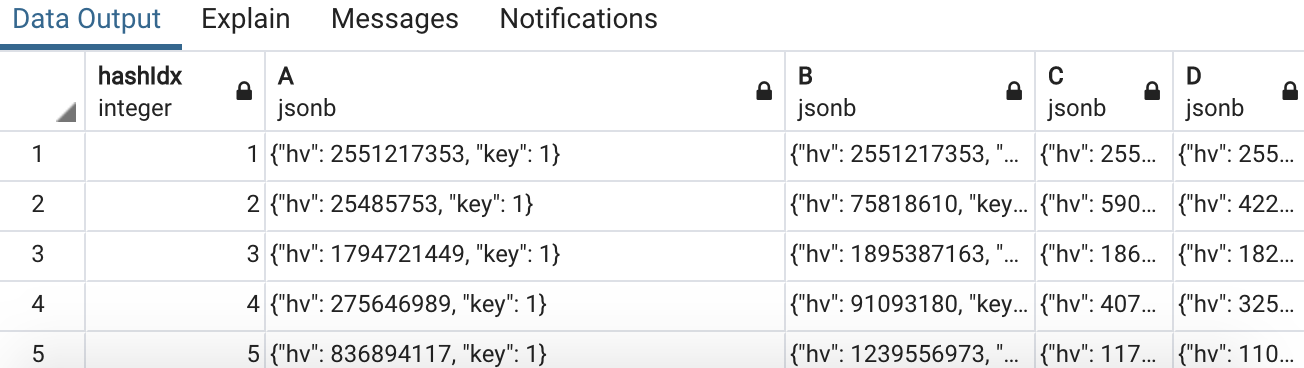 Data Output Explain Messages Notifications
hashIdx A B C D
integer jsonb jsonb jsonb jsonb
1 1 {"hv": 2551217353, "key": 1} {"hv": 2551217353, "... {"hv": 255... {"hv": 255...
2 2 {"hv": 25485753, "key": 1} {"hv": 75818610, "key... {"hv": 590... {"hv": 422...
3 3 {"hv": 1794721449, "key": 1} {"hv": 1895387163, "... {"hv": 186... {"hv": 182...
4 4 {"hv": 275646989, "key": 1} {"hv": 91093180, "key... {"hv": 407... {"hv": 325...
5 5 {"hv": 836894117, "key": 1} {"hv": 1239556973, "... {"hv": 117... {"hv": 110...